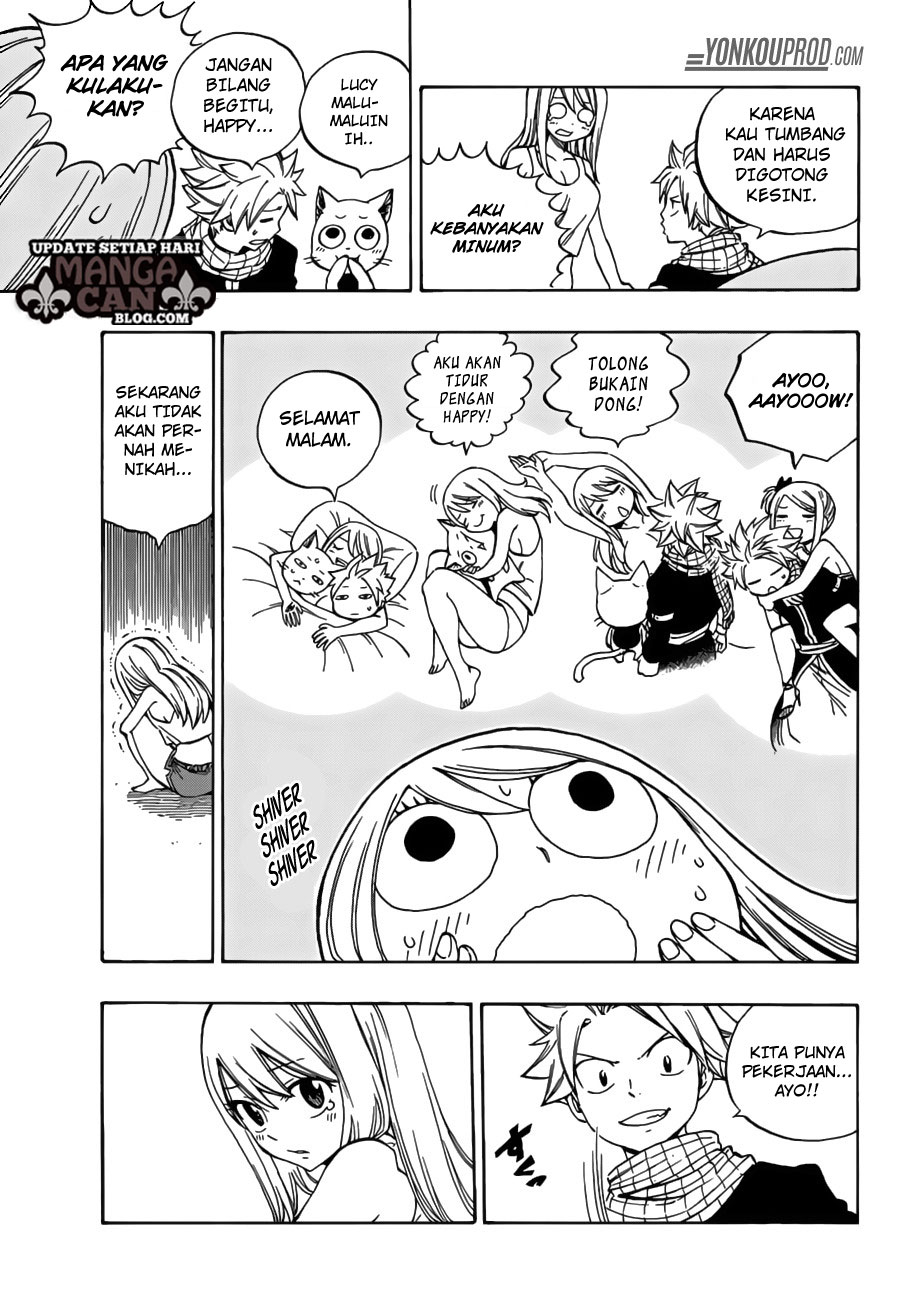 =YONKOUPROD.COM
KARENA
KAU TUMBANG
DAN HARUS
DIGOTONG
KESINI.
AKU
KEBANYAKAN
MINUM?
LUCY
MALU-
MALUIN
IH..
JANGAN
BILANG
BEGITU,
HAPPY...
APA YANG
KULAKU-
KAN?
UPDATE SETIAP HARI
MANGA
CAN
BLOG.COM
AYOO,
AAYOOOW!
TOLONG
BUKAIN
DONG!
AKU AKAN
TIDUR
DENGAN
HAPPY!
SELAMAT
MALAM.
SHIVER
SHIVER
SHIVER
SEKARANG
AKU TIDAK
AKAN PER-
NAH ME-
NIKAH...
KITA PUNYA
PEKERJAAN...
AYO!!
すくっ